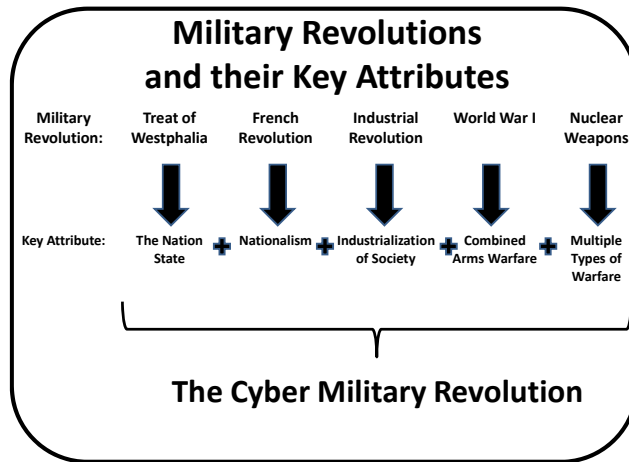 Military Revolutions
and their Key Attributes
Military Treat of French Industrial World War I Nuclear
Revolution: Westphalia Revolution Revolution Weapons
Key Attribute: The Nation Nationalism Industrialization Combined Multiple
State of Society Arms Warfare Types of
Warfare
The Cyber Military Revolution